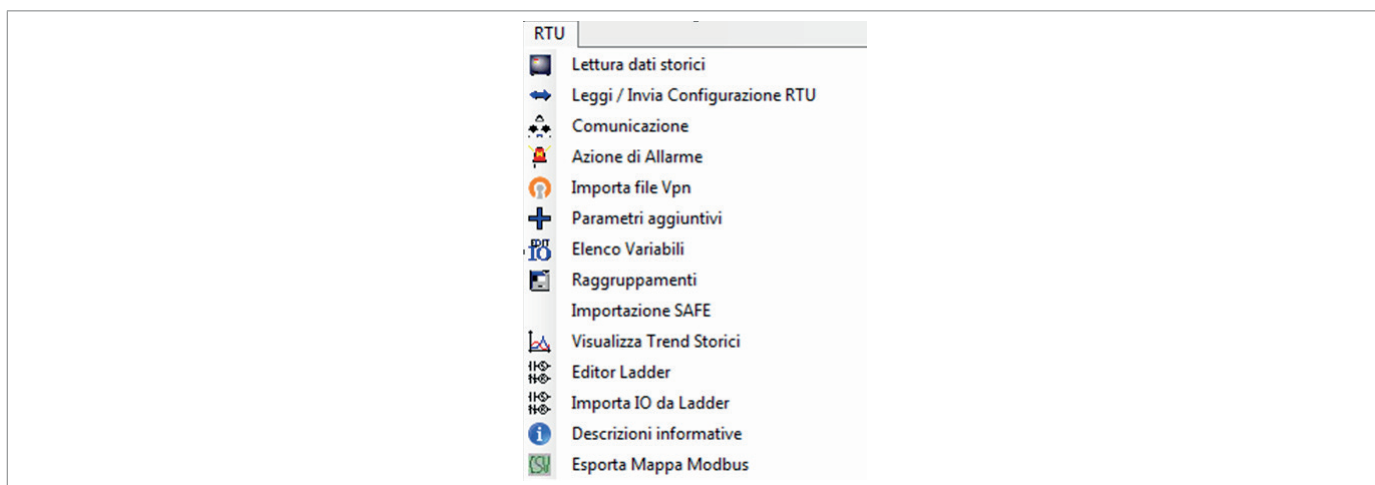 RTU
Lettura dati storici
Leggi / Invia Configurazione RTU
Comunicazione
Azione di Allarme
Importa file Vpn
Parametri aggiuntivi
Elenco Variabili
Raggruppamenti
Importazione SAFE
Visualizza Trend Storici
Editor Ladder
Importa IO da Ladder
Descrizioni informative
Esporta Mappa Modbus